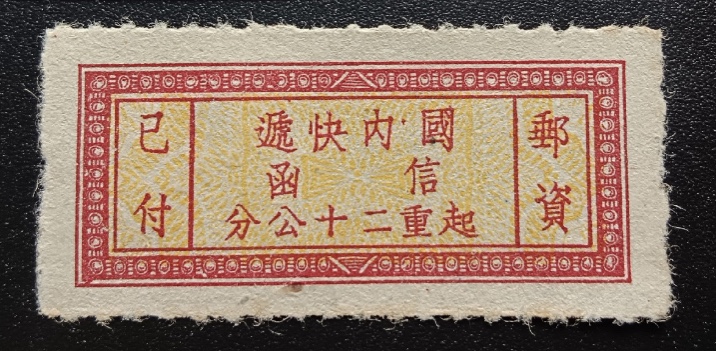 郵資
國內快遞
信函
起重二十公分
已付